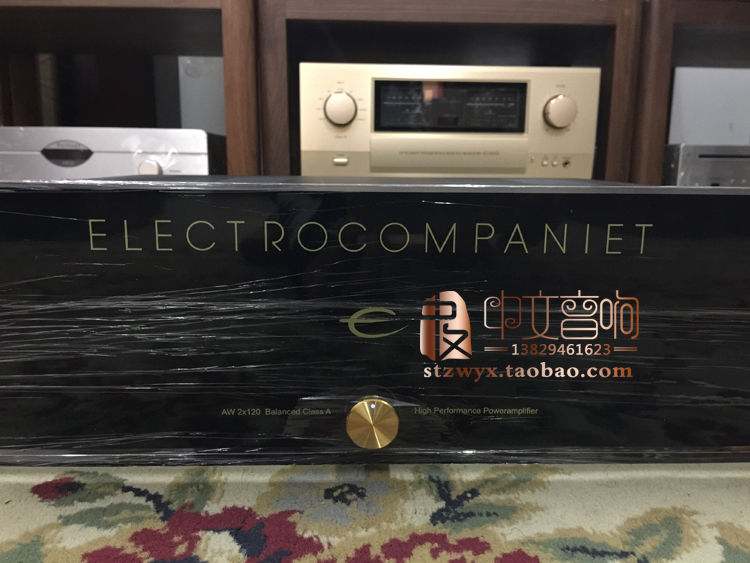 ELECTROCOMPANIET
中文音响
13829461623
stzwyx.taobao.com
AW 2x120 Balanced Class A
High Performance Poweramplifier